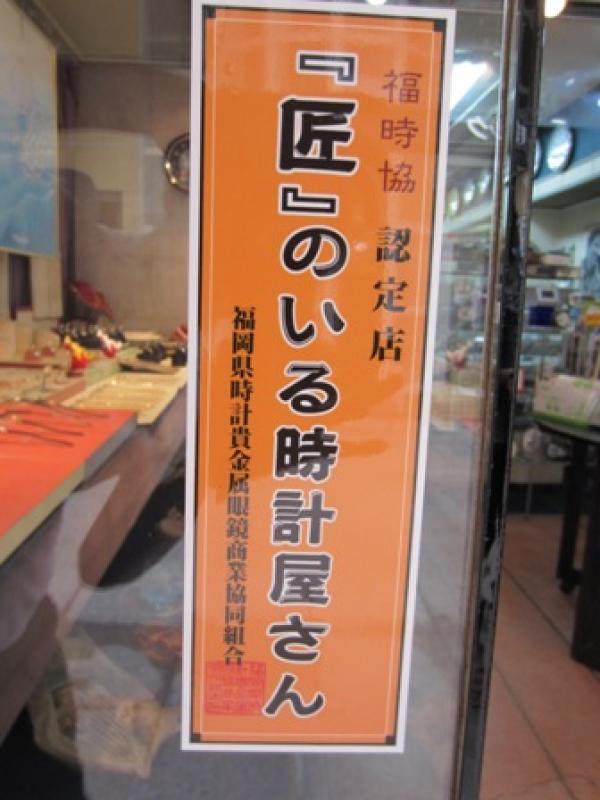 福時協 認定店
『匠』のいる時計屋さん
福岡県時計貴金属眼鏡商業協同組合